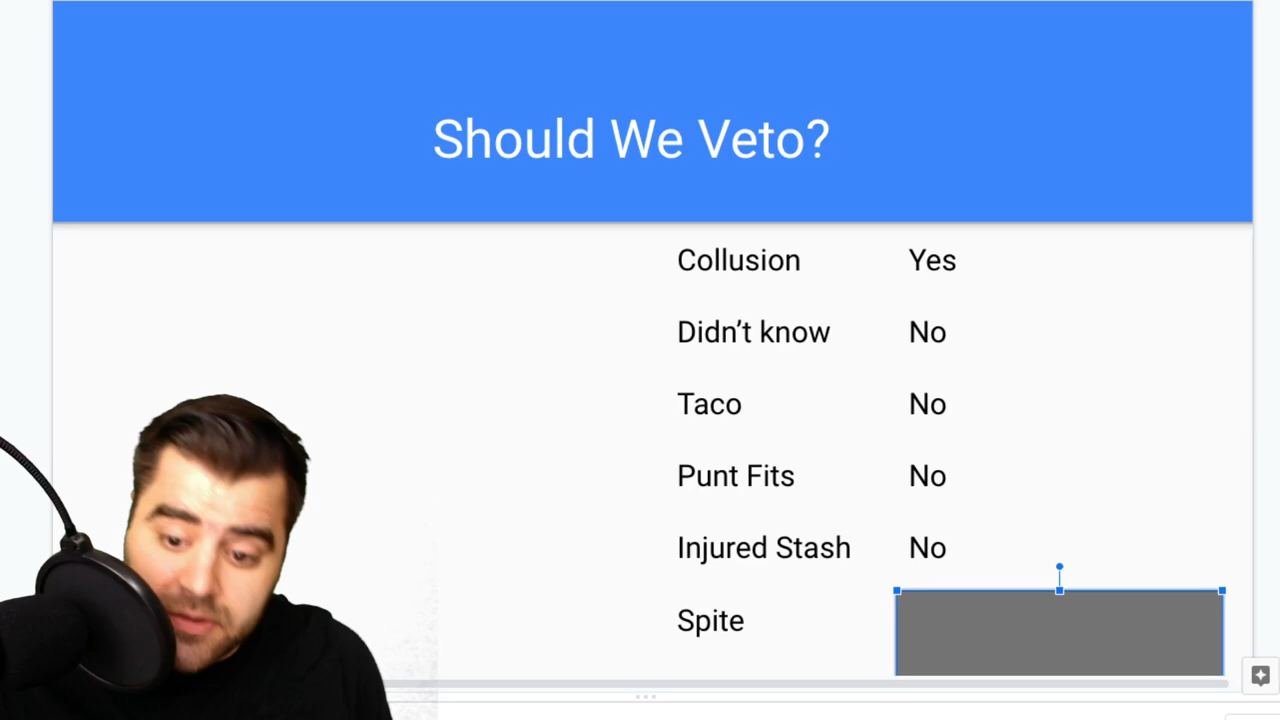 Should We Veto?
Collusion Yes
Didn’t know No
Taco No
Punt Fits No
Injured Stash No
Spite